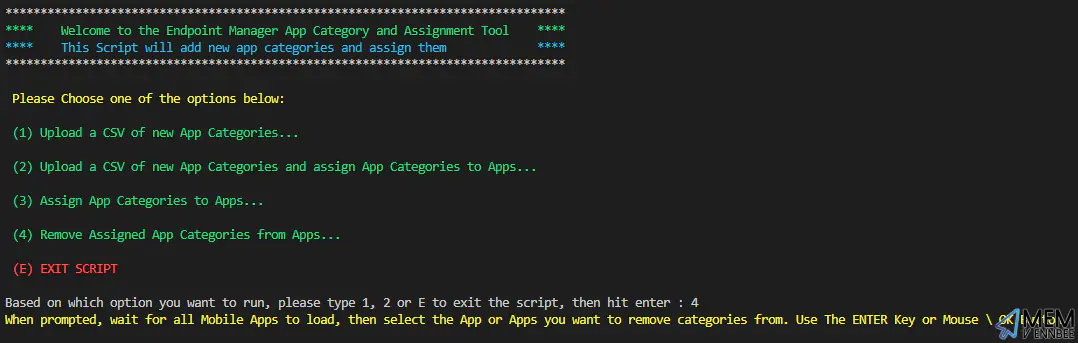 ********************************************************************************
****    Welcome to the Endpoint Manager App Category and Assignment Tool    ****
****    This Script will add new app categories and assign them             ****
********************************************************************************
Please Choose one of the options below:
(1) Upload a CSV of new App Categories...
(2) Upload a CSV of new App Categories and assign App Categories to Apps...
(3) Assign App Categories to Apps...
(4) Remove Assigned App Categories from Apps...
(E) EXIT SCRIPT
Based on which option you want to run, please type 1, 2 or E to exit the script, then hit enter : 4
When prompted, wait for all Mobile Apps to load, then select the App or Apps you want to remove categories from. Use The ENTER Key or Mouse \ OK
MEM
VENNBEE